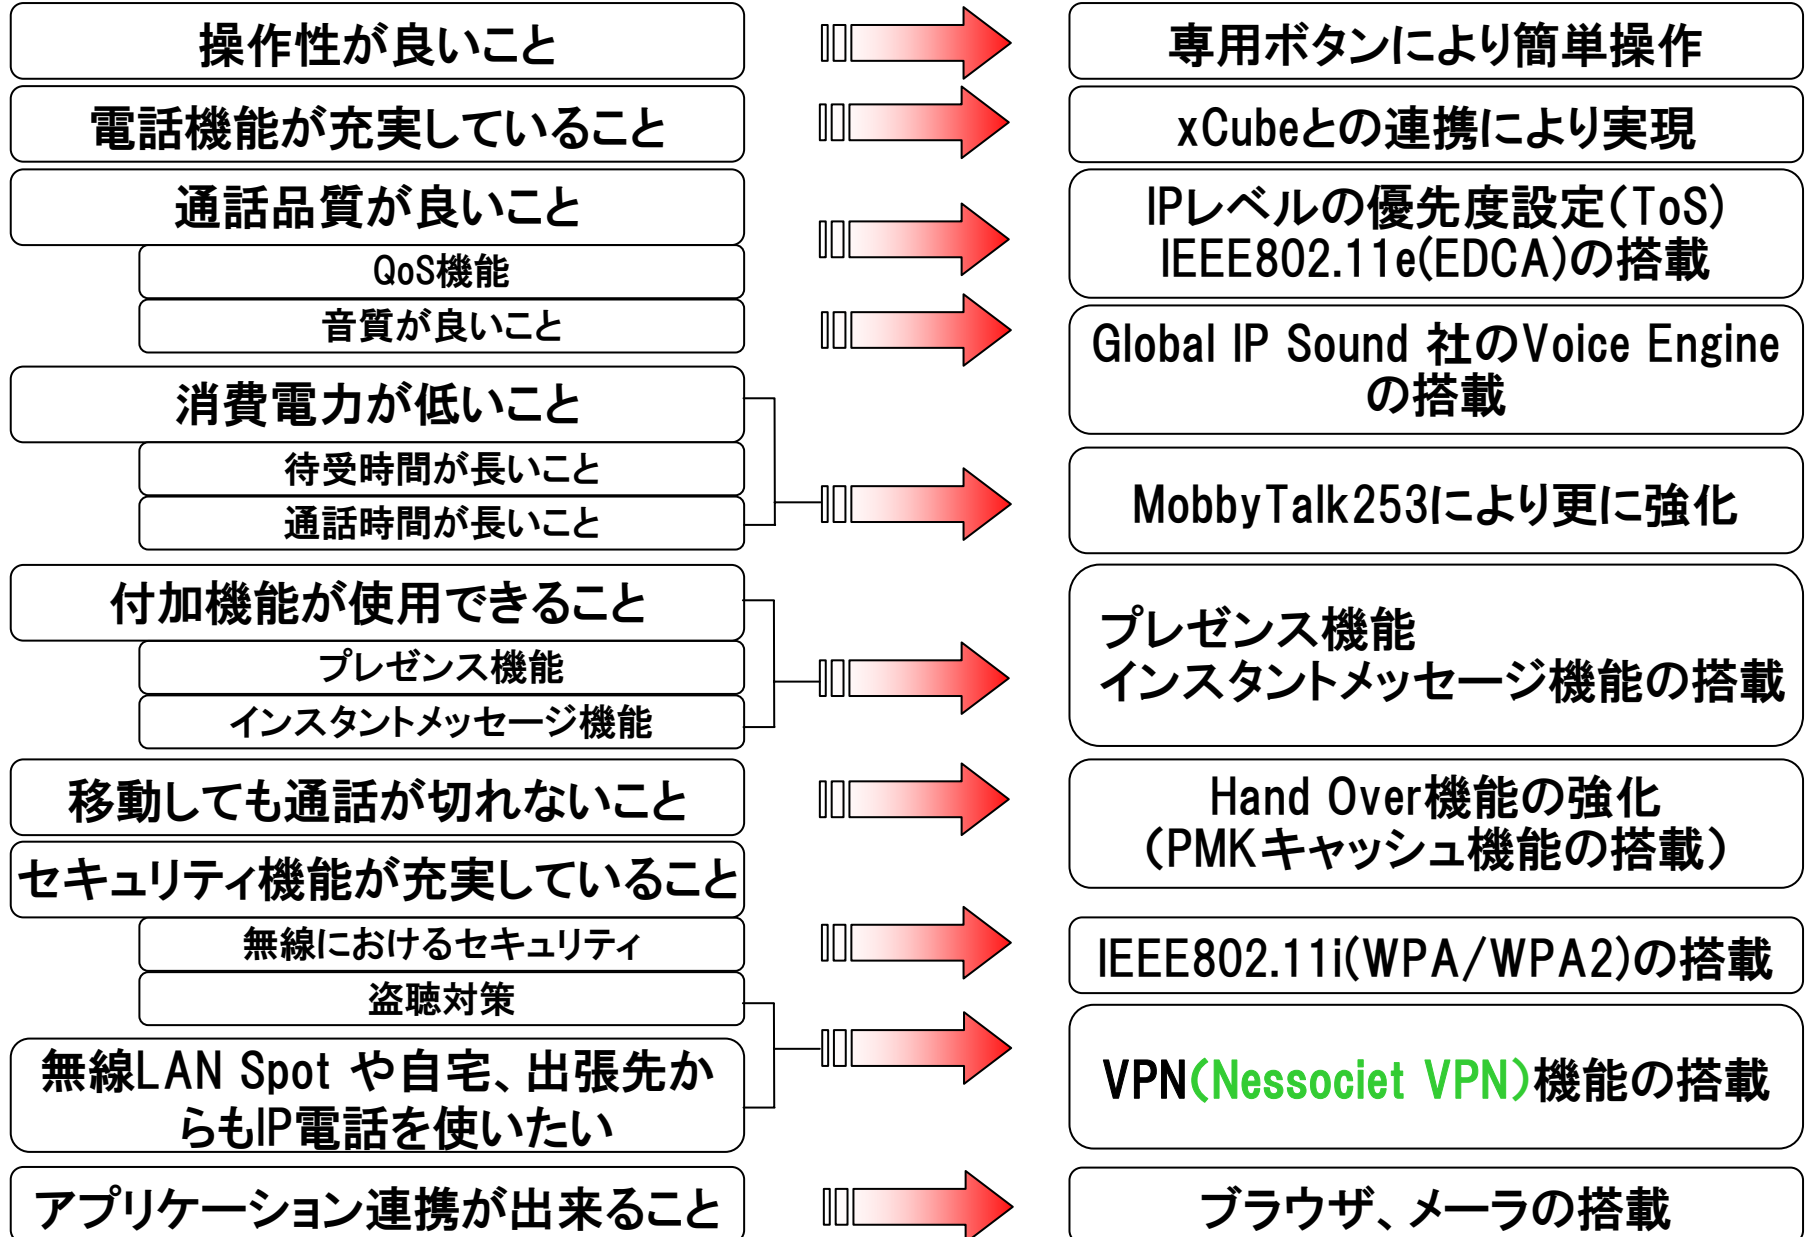 操作性が良いこと
専用ボタンにより簡単操作
電話機能が充実していること
xCubeとの連携により実現
通話品質が良いこと
QoS機能
IPレベルの優先度設定(ToS)
IEEE802.11e(EDCA)の搭載
音質が良いこと
Global IP Sound 社のVoice Engine
の搭載
消費電力が低いこと
待受時間が長いこと
通話時間が長いこと
MobbyTalk253により更に強化
付加機能が使用できること
プレゼンス機能
インスタントメッセージ機能
プレゼンス機能
インスタントメッセージ機能の搭載
移動しても通話が切れないこと
Hand Over機能の強化
（PMKキャッシュ機能の搭載）
セキュリティ機能が充実していること
無線におけるセキュリティ
IEEE802.11i(WPA/WPA2)の搭載
盗聴対策
無線LAN Spot や自宅、出張先か
らもIP電話を使いたい
VPN(Nessociet VPN)機能の搭載
アプリケーション連携が出来ること
ブラウザ、メーラの搭載